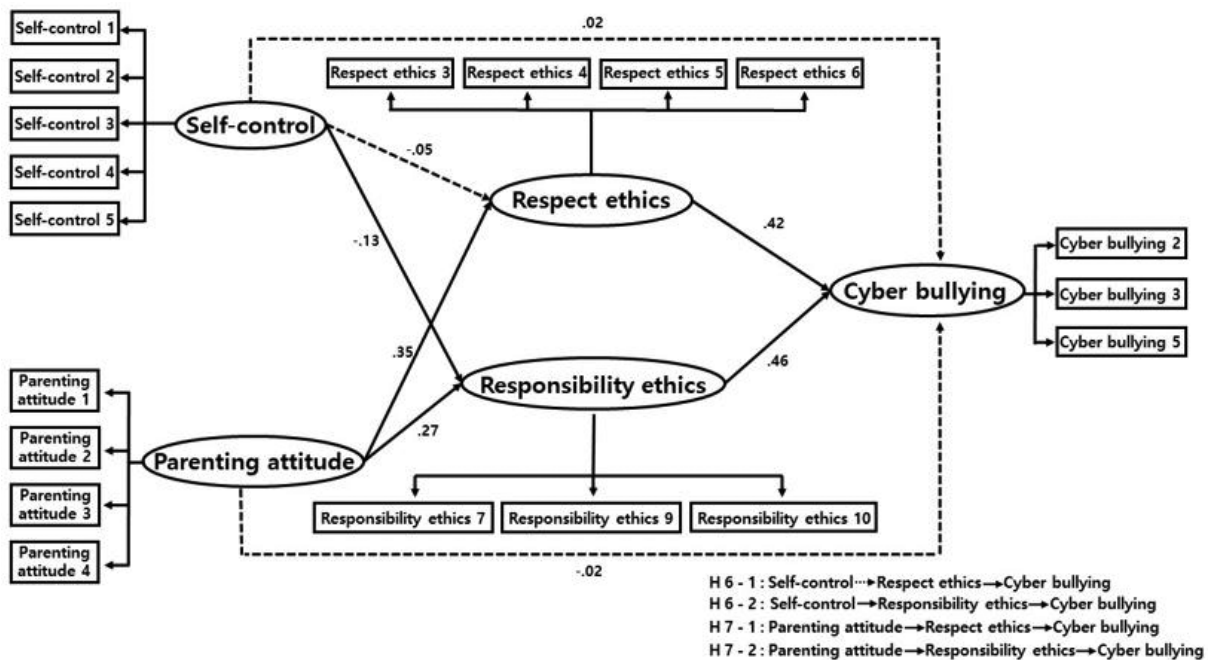 Self-control 1
Self-control 2
Self-control 3
Self-control 4
Self-control 5
Self-control
.02
Respect ethics 3
Respect ethics 4
Respect ethics 5
Respect ethics 6
-.05
Respect ethics
-.13
.42
Cyber bullying
Cyber bullying 2
Cyber bullying 3
Cyber bullying 5
.35
.46
Responsibility ethics
.27
Parenting
attitude 1
Parenting
attitude 2
Parenting
attitude 3
Parenting
attitude 4
Parenting attitude
Responsibility ethics 7
Responsibility ethics 9
Responsibility ethics 10
-.02
H 6 - 1 : Self-control⇢Respect ethics→Cyber bullying
H 6 - 2 : Self-control→Responsibility ethics→Cyber bullying
H 7 - 1 : Parenting attitude→Respect ethics→Cyber bullying
H 7 - 2 : Parenting attitude→Responsibility ethics→Cyber bullying